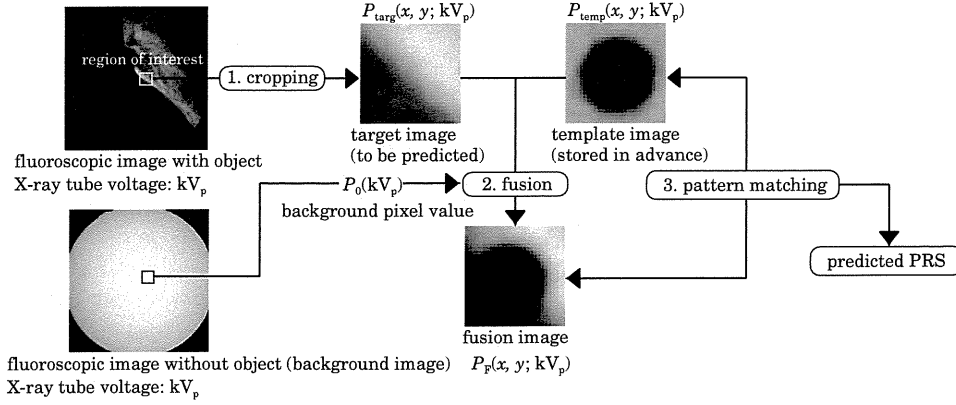 P_targ(x, y; kV_p)
P_temp(x, y; kV_p)
region of interest
1. cropping
target image
(to be predicted)
template image
(stored in advance)
fluoroscopic image with object
X-ray tube voltage: kV_p
P_0(kV_p)
background pixel value
2. fusion
3. pattern matching
predicted PRS
fusion image
P_F(x, y; kV_p)
fluoroscopic image without object (background image)
X-ray tube voltage: kV_p